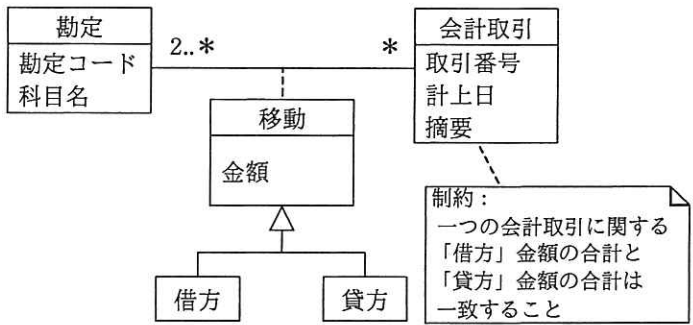 勘定
勘定コード
科目名
2..*
*
会計取引
取引番号
計上日
摘要
移動
金額
借方
貸方
制約：
一つの会計取引に関する
「借方」金額の合計と
「貸方」金額の合計は
一致すること